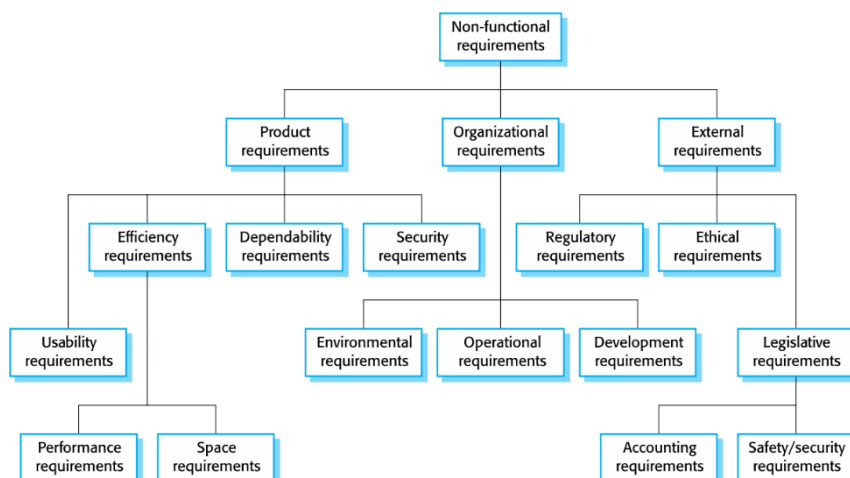 Non-functional
requirements
Product
requirements
Organizational
requirements
External
requirements
Efficiency
requirements
Dependability
requirements
Security
requirements
Regulatory
requirements
Ethical
requirements
Usability
requirements
Environmental
requirements
Operational
requirements
Development
requirements
Legislative
requirements
Performance
requirements
Space
requirements
Accounting
requirements
Safety/security
requirements